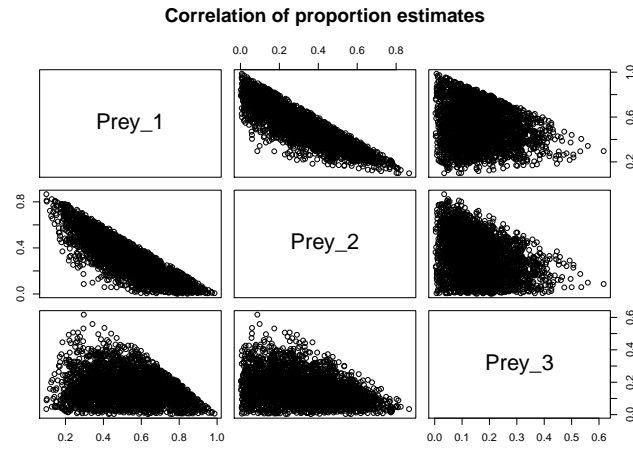 Correlation of proportion estimates
0.0 0.2 0.4 0.6 0.8
Prey_1
0.2 0.6 1.0
0.0 0.4 0.8
Prey_2
Prey_3
0.0 0.1 0.2 0.3 0.4 0.5 0.6
0.2 0.4 0.6 0.8 1.0
0.0 0.2 0.4 0.6